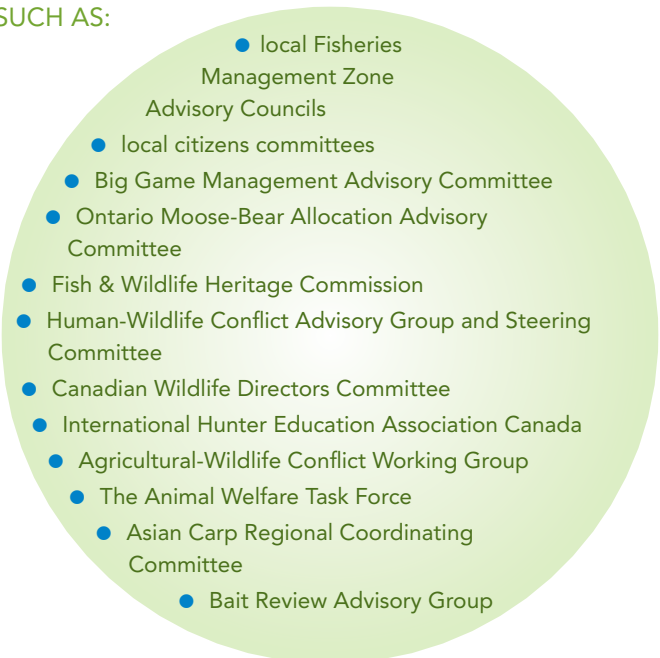 SUCH AS:
• local Fisheries
Management Zone
Advisory Councils
• local citizens committees
• Big Game Management Advisory Committee
• Ontario Moose-Bear Allocation Advisory
Committee
• Fish & Wildlife Heritage Commission
• Human-Wildlife Conflict Advisory Group and Steering
Committee
• Canadian Wildlife Directors Committee
• International Hunter Education Association Canada
• Agricultural-Wildlife Conflict Working Group
• The Animal Welfare Task Force
• Asian Carp Regional Coordinating
Committee
• Bait Review Advisory Group